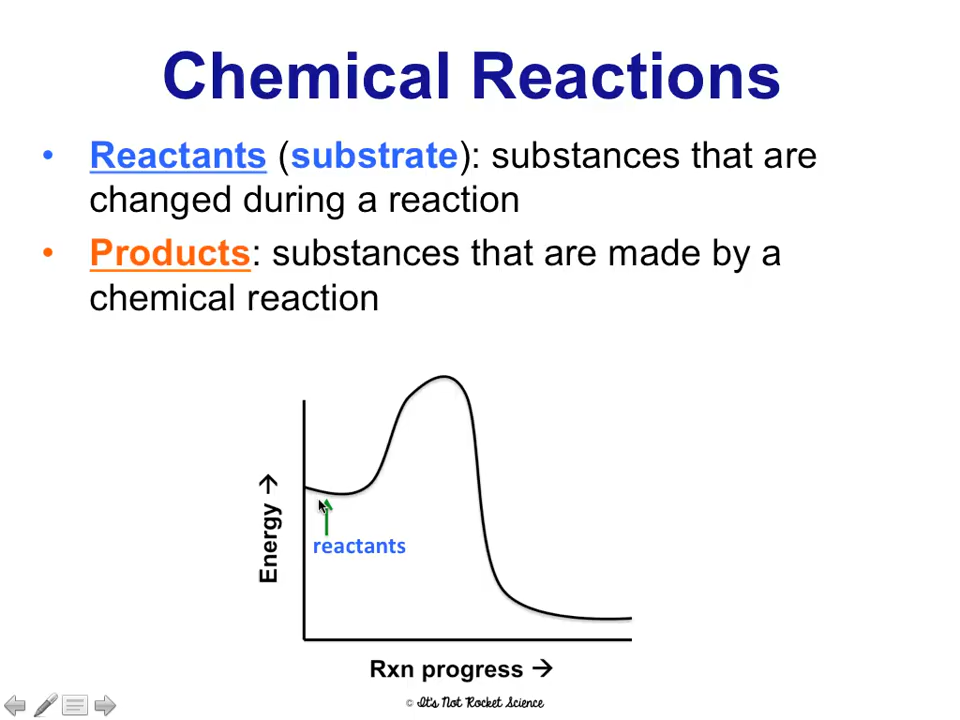 Chemical Reactions
• Reactants (substrate): substances that are
changed during a reaction
• Products: substances that are made by a
chemical reaction
Energy →
reactants
Rxn progress →
© It's Not Rocket Science